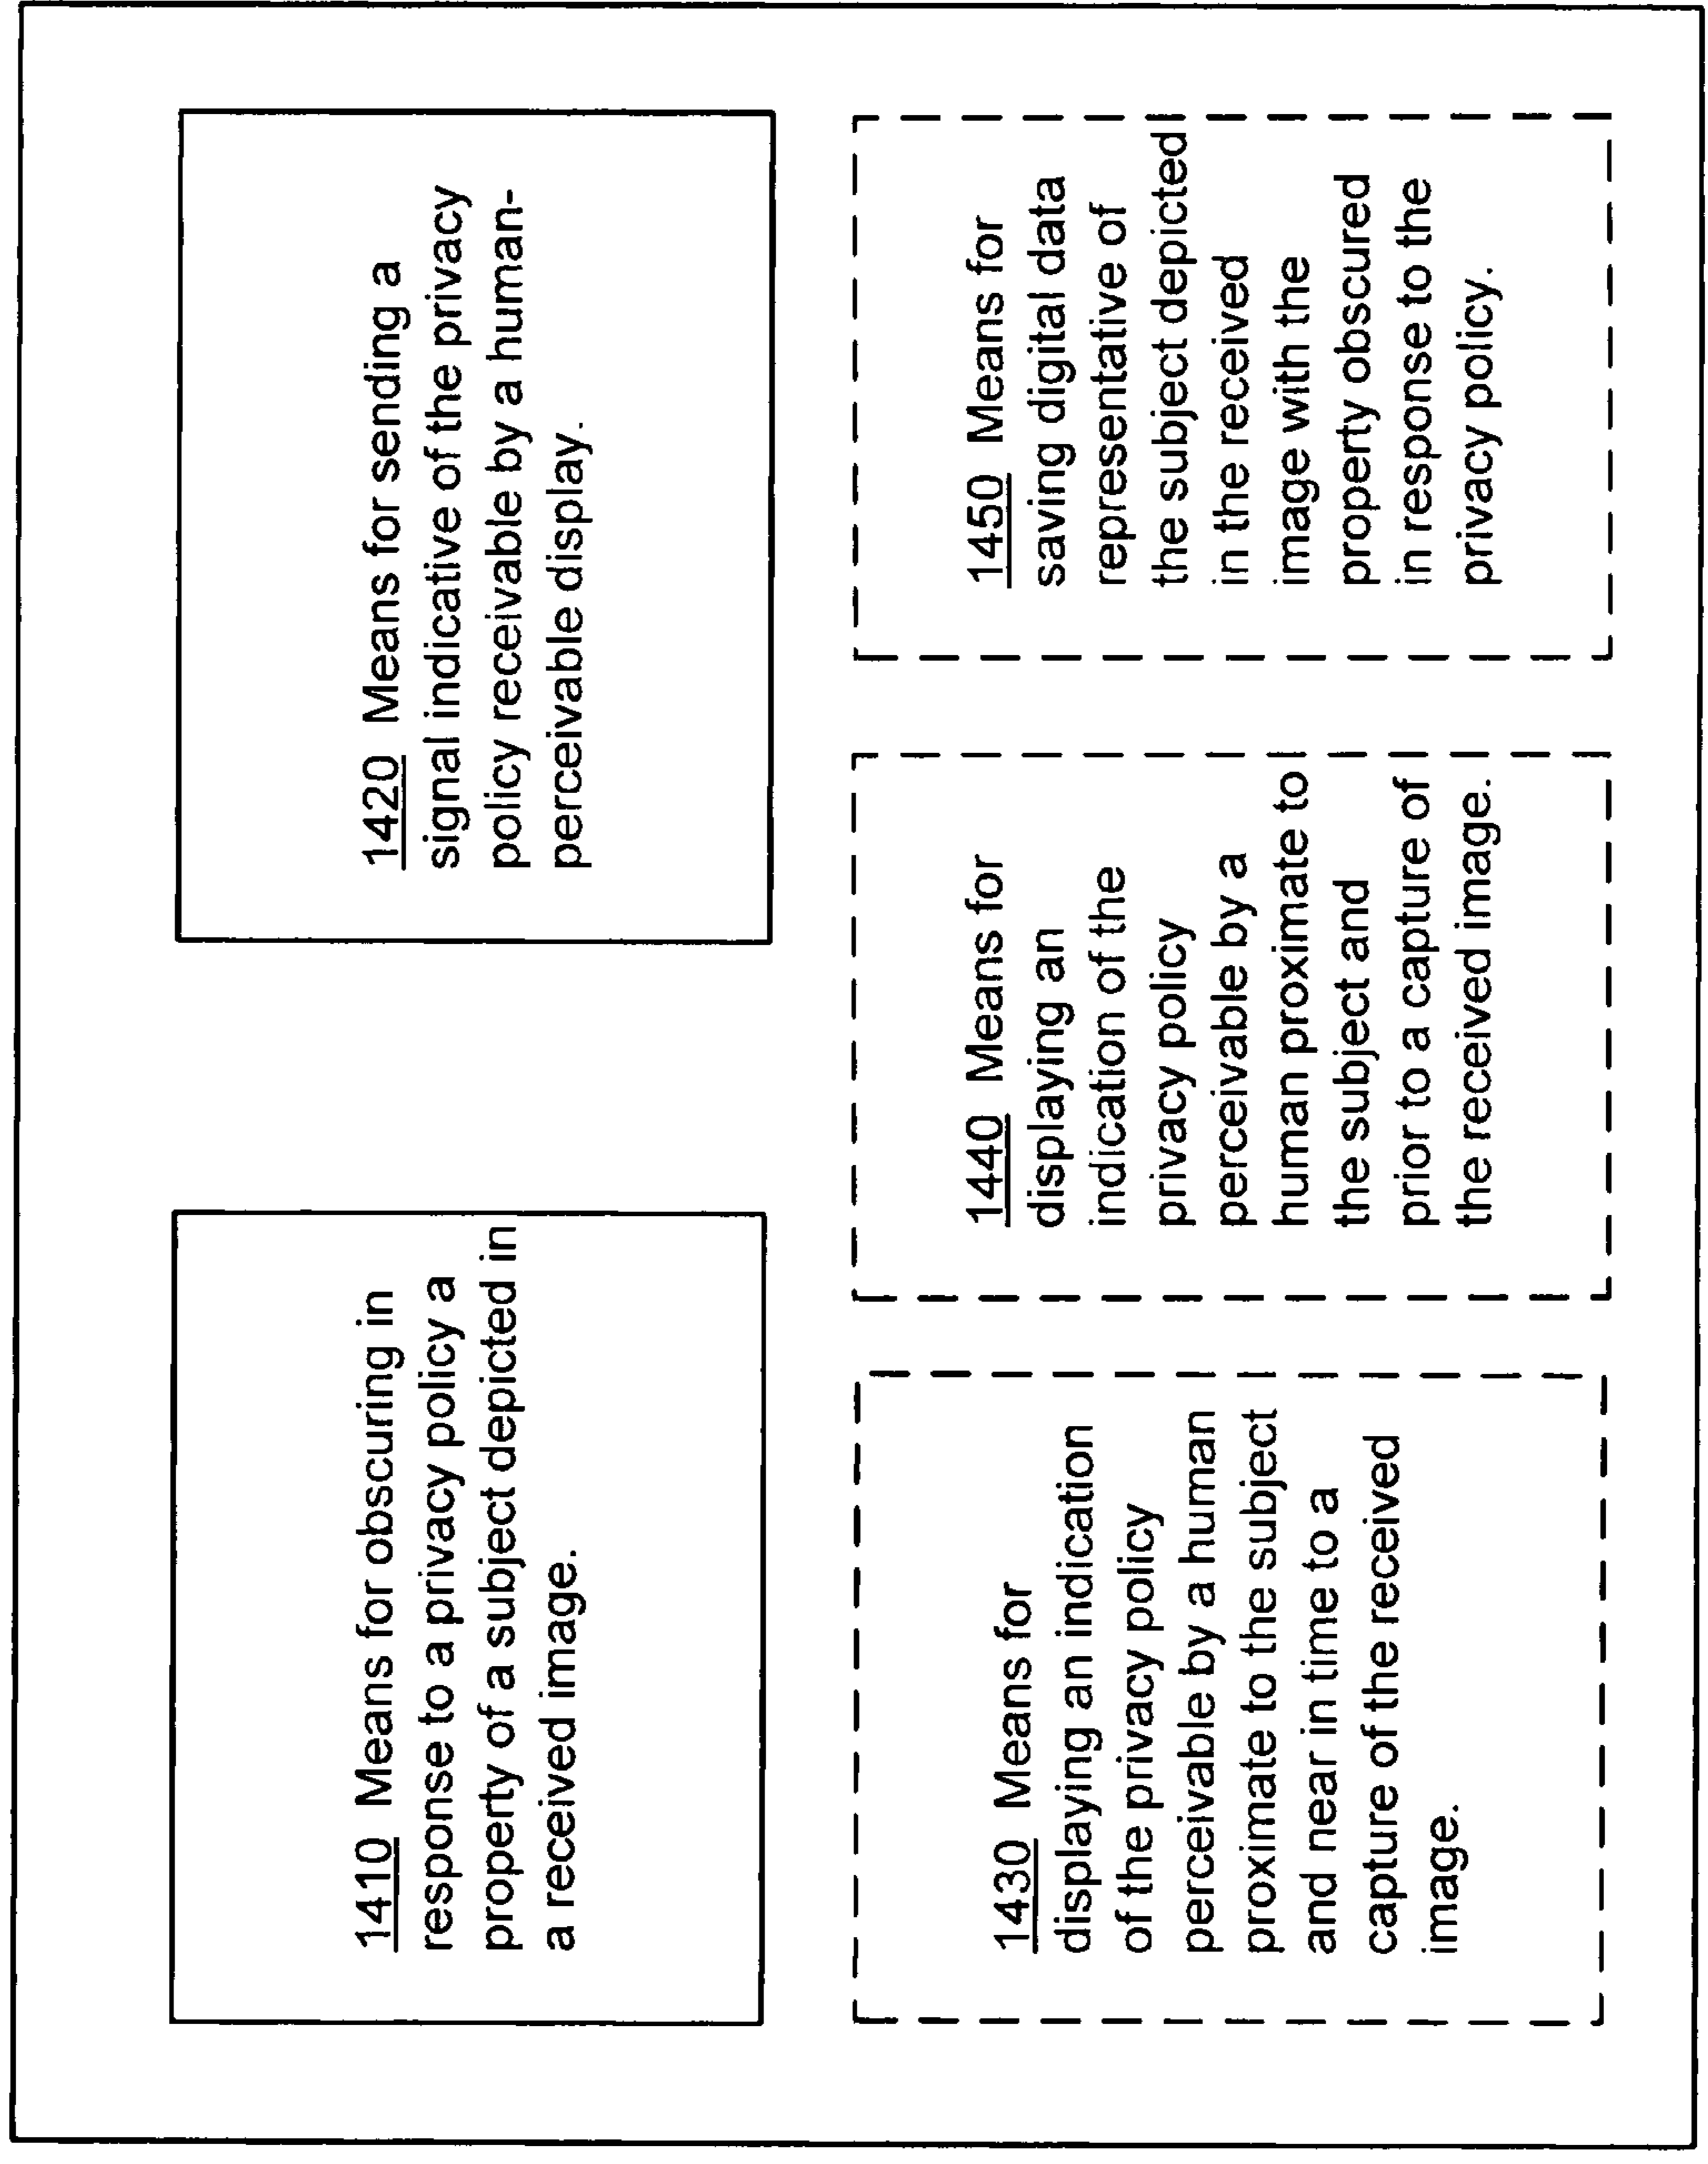 1410 Means for obscuring in
response to a privacy policy a
property of a subject depicted in
a received image.
1420 Means for sending a
signal indicative of the privacy
policy receivable by a human-
perceivable display.
1430 Means for
displaying an indication
of the privacy policy
perceivable by a human
proximate to the subject
and near in time to a
capture of the received
image.
1440 Means for
displaying an
indication of the
privacy policy
perceivable by a
human proximate to
the subject and
prior to a capture of
the received image.
1450 Means for
saving digital data
representative of
the subject depicted
in the received
image with the
property obscured
in response to the
privacy policy.